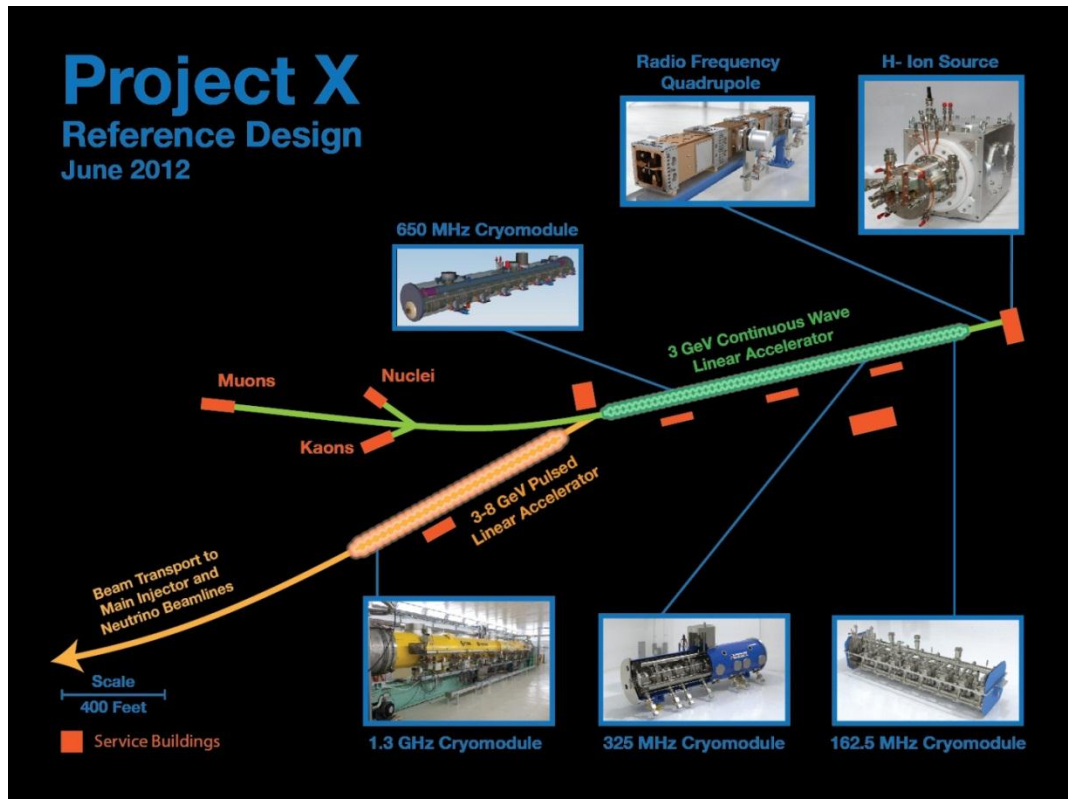 Project X
Reference Design
June 2012
Radio Frequency
Quadrupole
H- Ion Source
650 MHz Cryomodule
3 GeV Continuous Wave
Linear Accelerator
Muons
Nuclei
Kaons
3-8 GeV Pulsed
Linear Accelerator
Beam Transport to
Main Injector and
Neutrino Beamlines
Scale
400 Feet
Service Buildings
1.3 GHz Cryomodule
325 MHz Cryomodule
162.5 MHz Cryomodule